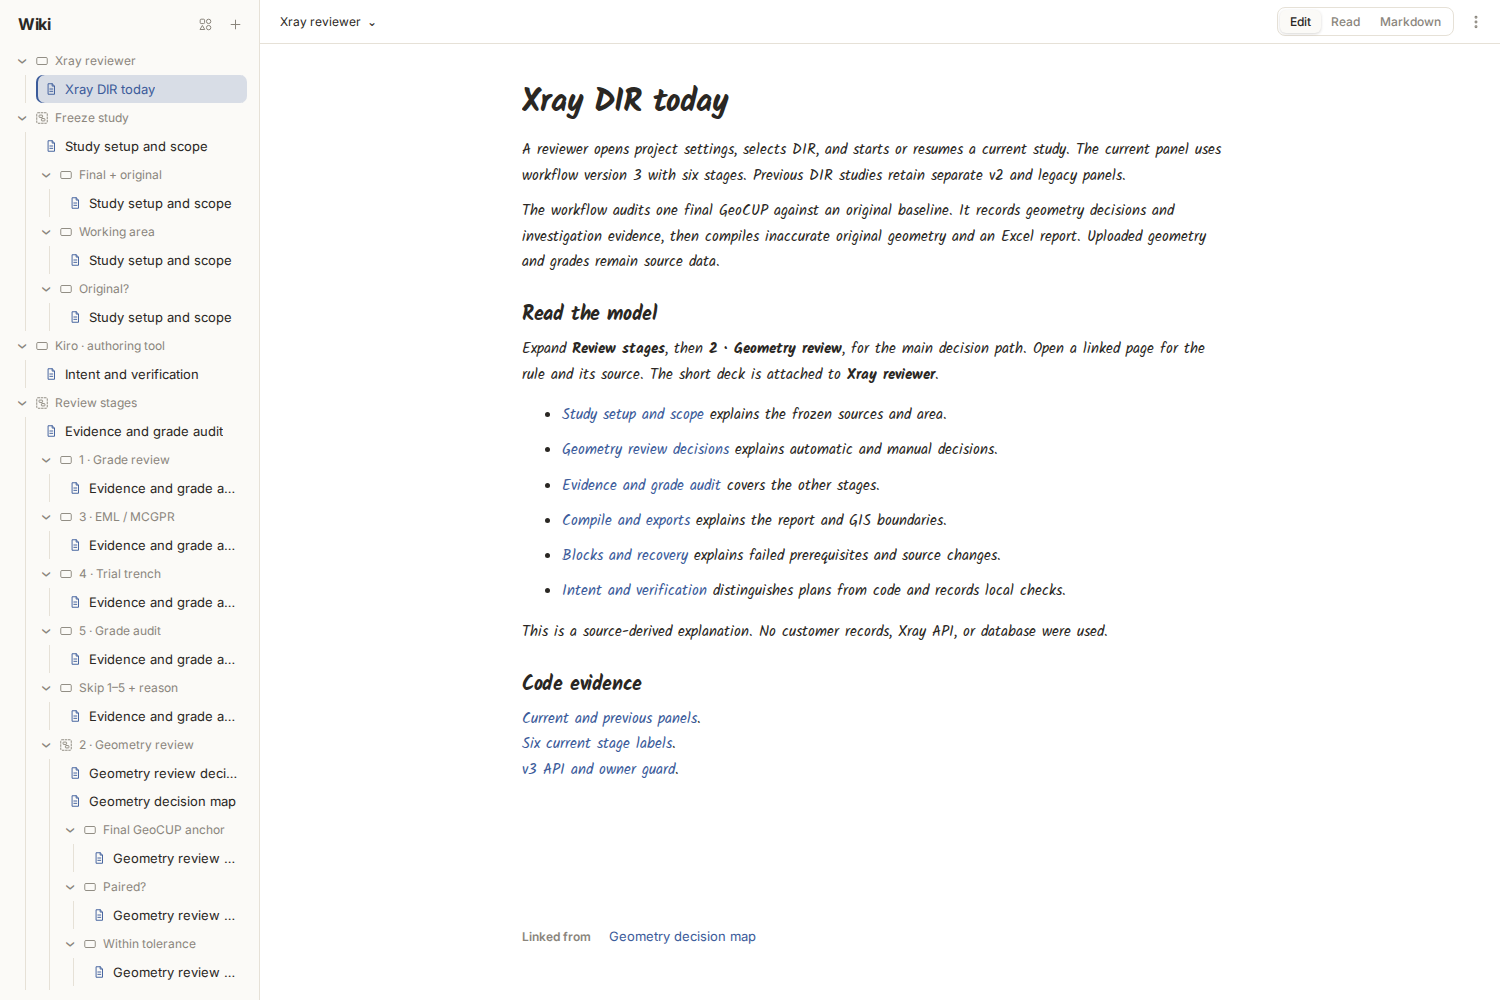 Wiki
Xray reviewer
Xray DIR today
Freeze study
Study setup and scope
Final + original
Study setup and scope
Working area
Study setup and scope
Original?
Study setup and scope
Kiro · authoring tool
Intent and verification
Review stages
Evidence and grade audit
1 · Grade review
Evidence and grade a...
3 · EML / MCGPR
Evidence and grade a...
4 · Trial trench
Evidence and grade a...
5 · Grade audit
Evidence and grade a...
Skip 1–5 + reason
Evidence and grade a...
2 · Geometry review
Geometry review deci...
Geometry decision map
Final GeoCUP anchor
Geometry review ...
Paired?
Geometry review ...
Within tolerance
Geometry review ...
Xray reviewer
Edit Read Markdown
Xray DIR today
A reviewer opens project settings, selects DIR, and starts or resumes a current study. The current panel uses
workflow version 3 with six stages. Previous DIR studies retain separate v2 and legacy panels.
The workflow audits one final GeoCUP against an original baseline. It records geometry decisions and
investigation evidence, then compiles inaccurate original geometry and an Excel report. Uploaded geometry
and grades remain source data.
Read the model
Expand Review stages, then 2 · Geometry review, for the main decision path. Open a linked page for the
rule and its source. The short deck is attached to Xray reviewer.
• Study setup and scope explains the frozen sources and area.
• Geometry review decisions explains automatic and manual decisions.
• Evidence and grade audit covers the other stages.
• Compile and exports explains the report and GIS boundaries.
• Blocks and recovery explains failed prerequisites and source changes.
• Intent and verification distinguishes plans from code and records local checks.
This is a source-derived explanation. No customer records, Xray API, or database were used.
Code evidence
Current and previous panels.
Six current stage labels.
v3 API and owner guard.
Linked from Geometry decision map